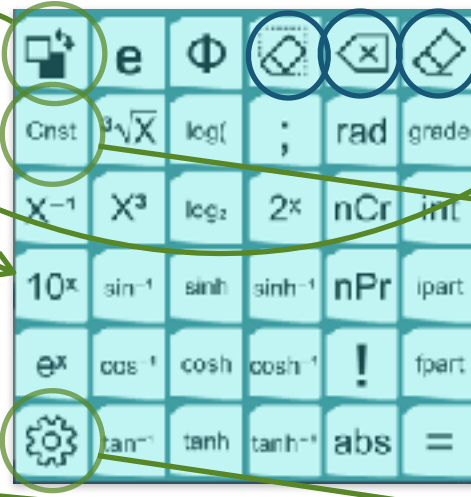 e Φ
Cnst ³√X log( ; rad grade
X⁻¹ X³ log₂ 2ˣ nCr int
10ˣ sin⁻¹ sinh sinh⁻¹ nPr ipart
eˣ cos⁻¹ cosh cosh⁻¹ ! fpart
tan⁻¹ tanh tanh⁻¹ abs =